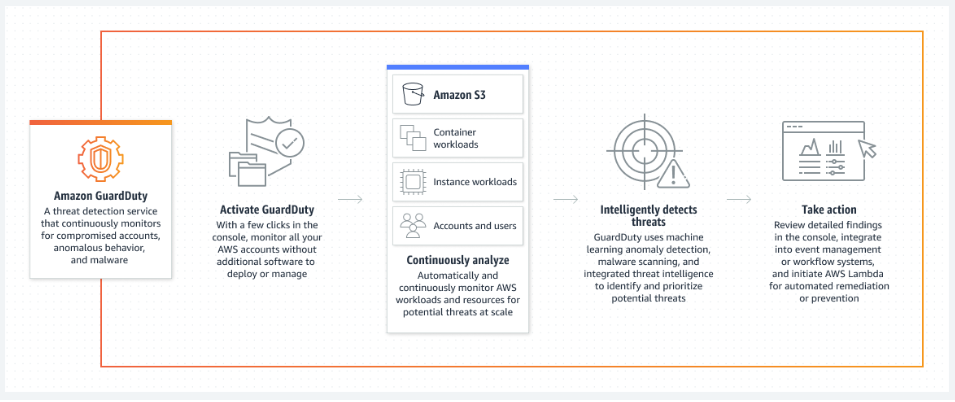 Amazon GuardDuty
A threat detection service
that continuously monitors
for compromised accounts,
anomalous behavior,
and malware
Activate GuardDuty
With a few clicks in the
console, monitor all your
AWS accounts without
additional software to
deploy or manage
Amazon S3
Container
workloads
Instance workloads
Accounts and users
Continuously analyze
Automatically and
continuously monitor AWS
workloads and resources for
potential threats at scale
Intelligently detects
threats
GuardDuty uses machine
learning anomaly detection,
malware scanning, and
integrated threat intelligence
to identify and prioritize
potential threats
Take action
Review detailed findings
in the console, integrate
into event management
or workflow systems,
and initiate AWS Lambda
for automated remediation
or prevention